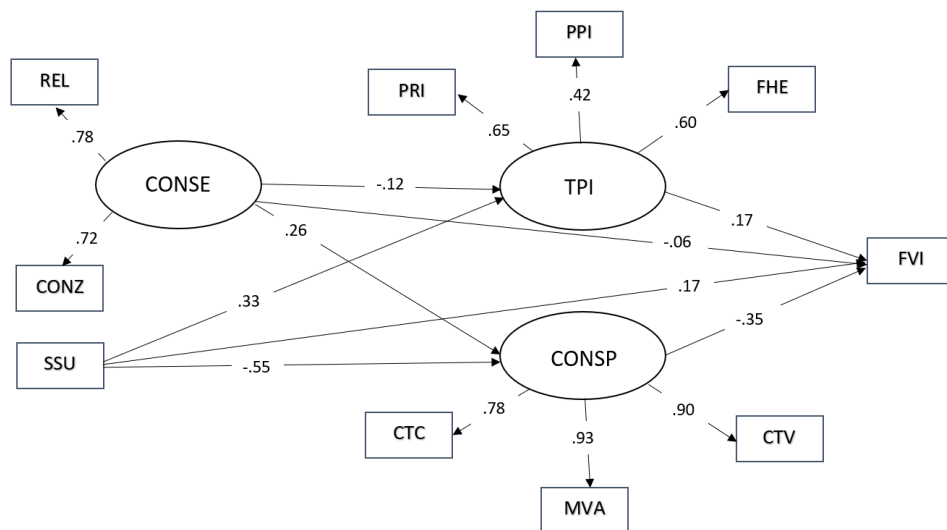 PPI
REL
PRI
FHE
.42
.78
.65
.60
CONSE
-.12
TPI
.72
.26
.17
-.06
FVI
CONZ
.33
.17
-.35
SSU
-.55
CONSP
.78
.90
CTC
.93
CTV
MVA